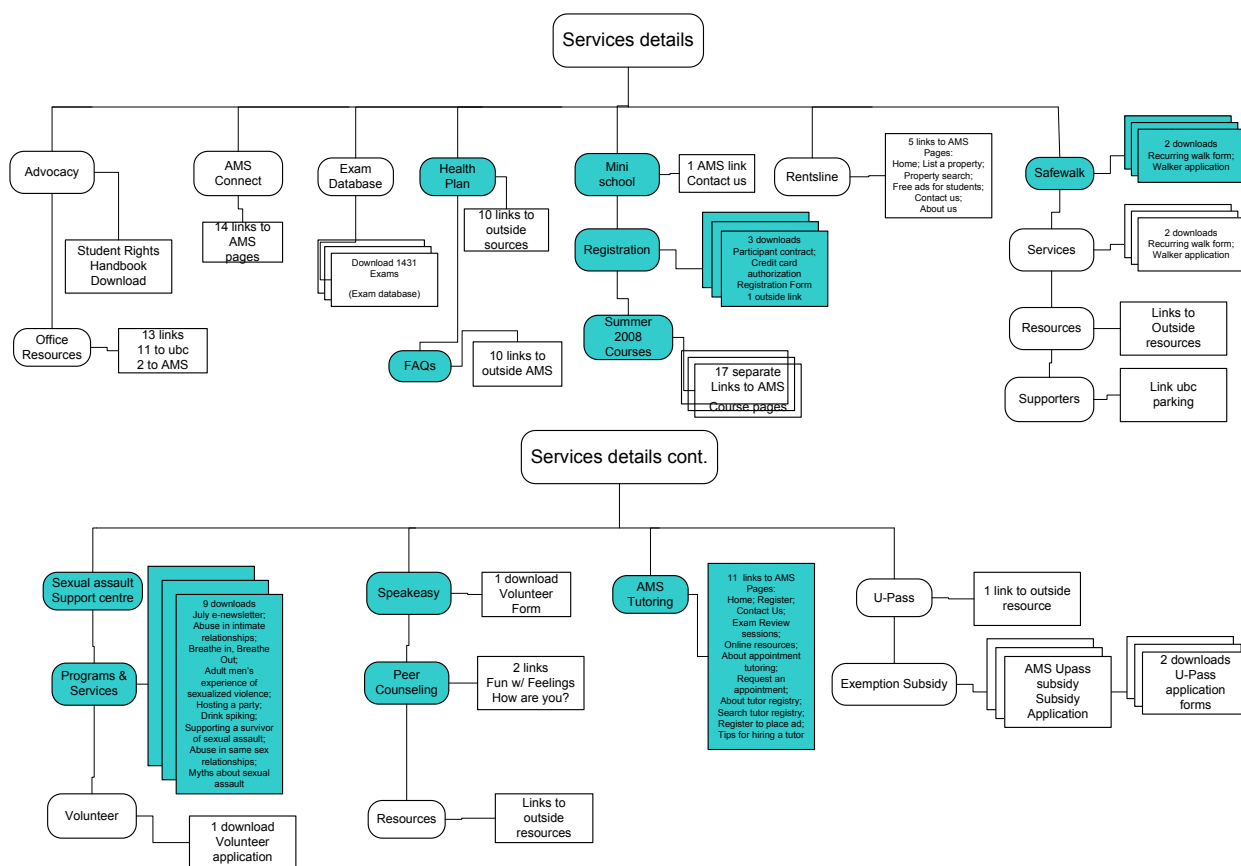 Services details
Advocacy
Student Rights
Handbook
Download
Office
Resources
13 links
11 to ubc
2 to AMS
AMS
Connect
14 links to
AMS
pages
Exam
Database
Download 1431
Exams
(Exam database)
Health
Plan
10 links to
outside
sources
FAQs
10 links to
outside AMS
Mini
school
1 AMS link
Contact us
Registration
3 downloads
Participant contract;
Credit card
authorization
Registration Form
1 outside link
Summer
2008
Courses
17 separate
Links to AMS
Course pages
Rentsline
5 links to AMS
Pages:
Home; List a property;
Property search;
Free ads for students;
Contact us;
About us
Safewalk
2 downloads
Recurring walk form;
Walker application
Services
2 downloads
Recurring walk form;
Walker application
Resources
Links to
Outside
resources
Supporters
Link ubc
parking
Services details cont.
Sexual assault
Support centre
Programs &
Services
9 downloads
July e-newsletter;
Abuse in intimate
relationships;
Breathe in, Breathe
Out;
Adult men's
experience of
sexualized violence;
Hosting a party;
Drink spiking;
Supporting a survivor
of sexual assault;
Abuse in same sex
relationships;
Myths about sexual
assault
Volunteer
1 download
Volunteer
application
Speakeasy
1 download
Volunteer
Form
Peer
Counseling
2 links
Fun w/ Feelings
How are you?
Resources
Links to
outside
resources
AMS
Tutoring
11 links to AMS
Pages:
Home; Register;
Contact Us;
Exam Review
sessions;
Online resources;
About appointment
tutoring;
Request an
appointment;
About tutor registry;
Search tutor registry;
Register to place ad;
Tips for hiring a tutor
U-Pass
1 link to outside
resource
Exemption Subsidy
AMS Upass
subsidy
Subsidy
Application
2 downloads
U-Pass
application
forms